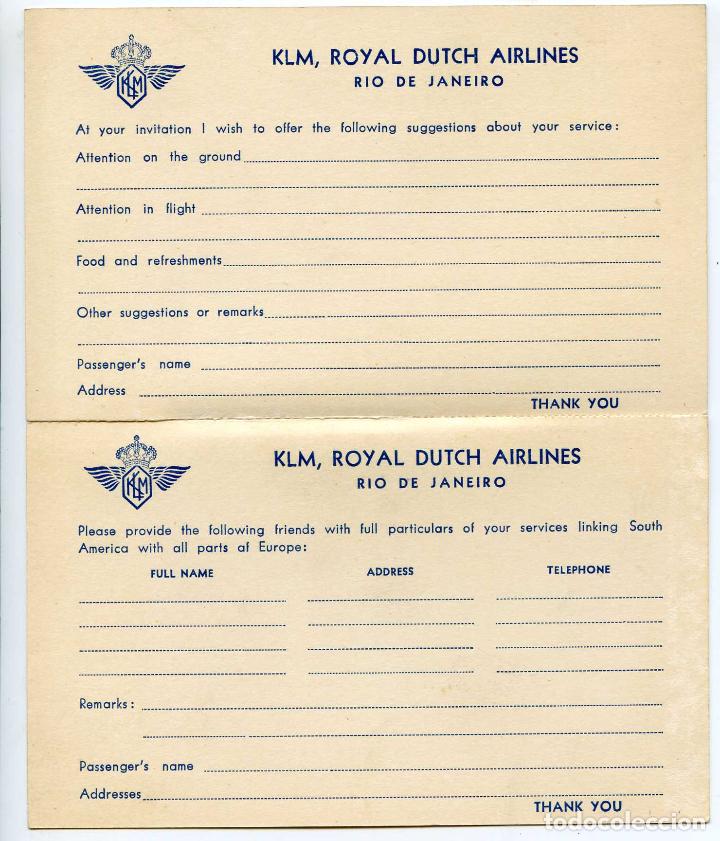 KLM
KLM, ROYAL DUTCH AIRLINES
RIO DE JANEIRO
At your invitation I wish to offer the following suggestions about your service:
Attention on the ground
Attention in flight
Food and refreshments
Other suggestions or remarks
Passenger's name
Address
THANK YOU
KLM
KLM, ROYAL DUTCH AIRLINES
RIO DE JANEIRO
Please provide the following friends with full particulars of your services linking South
America with all parts af Europe:
FULL NAME ADDRESS TELEPHONE
Remarks:
Passenger's name
Addresses
THANK YOU
todocoleccion